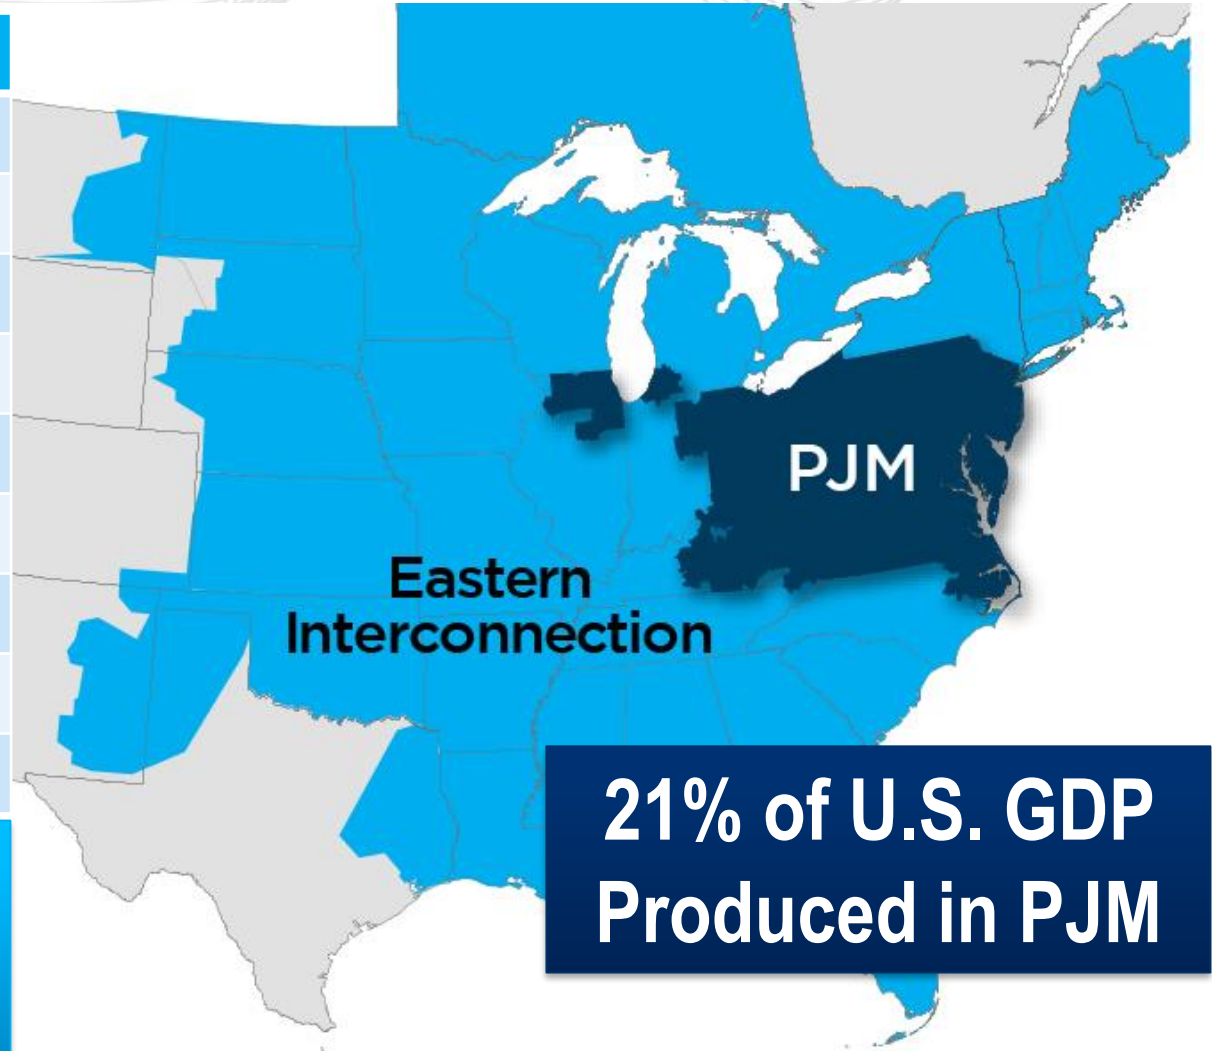 PJM
Eastern
Interconnection
21% of U.S. GDP
Produced in PJM